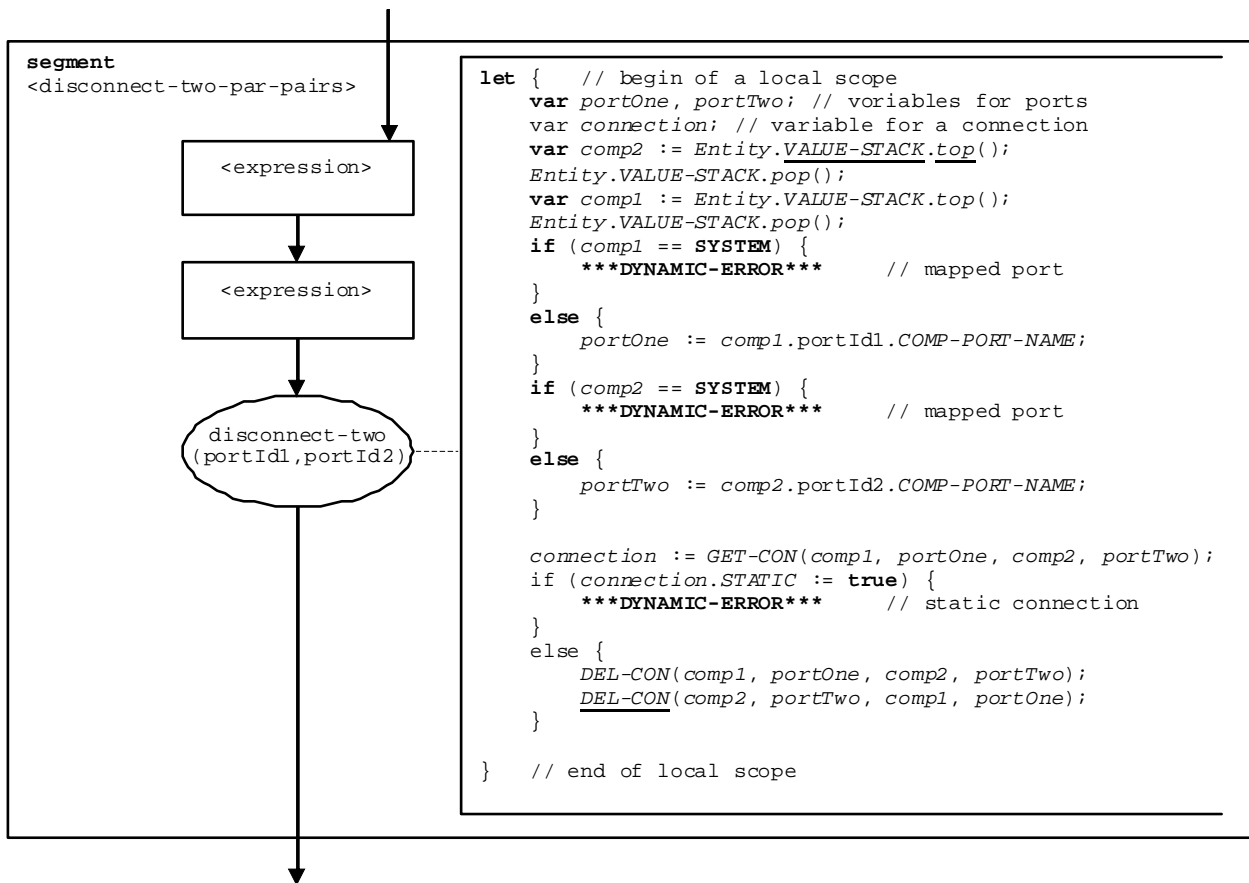 segment
<disconnect-two-par-pairs>
<expression>
<expression>
disconnect-two
(portId1,portId2)
let {   // begin of a local scope
    var portOne, portTwo; // voriables for ports
    var connection; // variable for a connection
    var comp2 := Entity.VALUE-STACK.top();
    Entity.VALUE-STACK.pop();
    var comp1 := Entity.VALUE-STACK.top();
    Entity.VALUE-STACK.pop();
    if (comp1 == SYSTEM) {
        ***DYNAMIC-ERROR***     // mapped port
    }
    else {
        portOne := comp1.portId1.COMP-PORT-NAME;
    }
    if (comp2 == SYSTEM) {
        ***DYNAMIC-ERROR***     // mapped port
    }
    else {
        portTwo := comp2.portId2.COMP-PORT-NAME;
    }
    connection := GET-CON(comp1, portOne, comp2, portTwo);
    if (connection.STATIC := true) {
        ***DYNAMIC-ERROR***     // static connection
    }
    else {
        DEL-CON(comp1, portOne, comp2, portTwo);
        DEL-CON(comp2, portTwo, comp1, portOne);
    }
}   // end of local scope